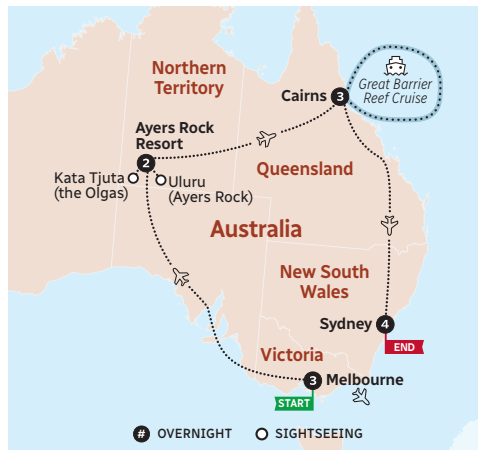 Northern
Territory
Cairns 3
Great Barrier
Reef Cruise
Ayers Rock
Resort
2
Kata Tjuta
(the Olgas)
Uluru
(Ayers Rock)
Queensland
Australia
New South
Wales
Sydney 4
END
Victoria
3 Melbourne
START
# OVERNIGHT
SIGHTSEEING